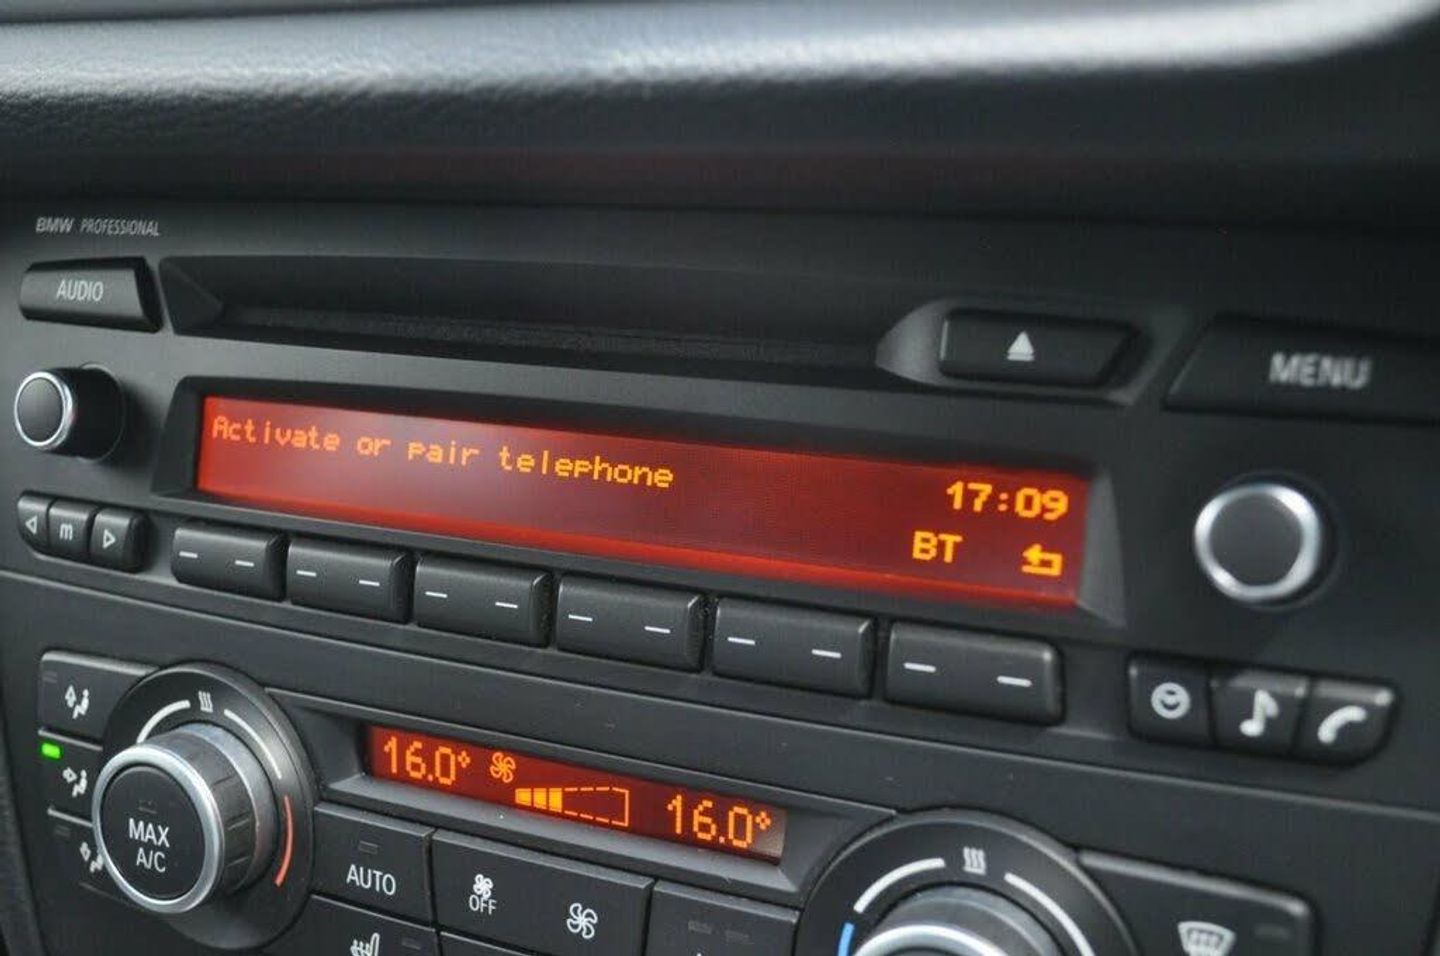 BMW PROFESSIONAL
AUDIO
MENU
Activate or pair telephone
17:09
BT
m
16.0°
16.0°
MAX
A/C
AUTO
OFF